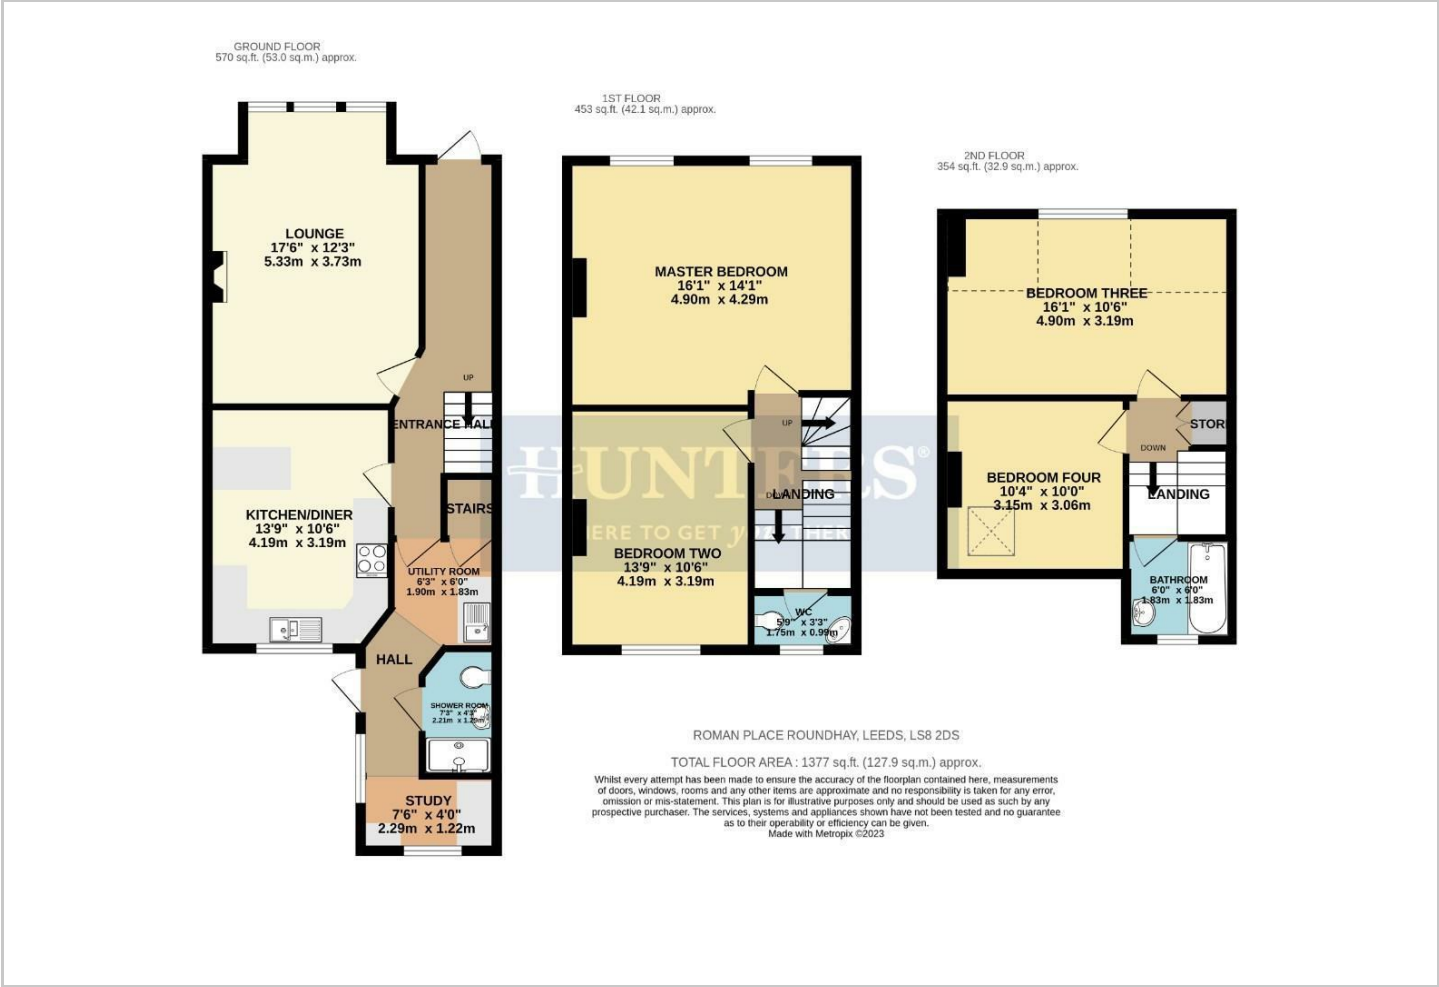 GROUND FLOOR
570 sq.ft. (53.0 sq.m.) approx.
LOUNGE
17'6" x 12'3"
5.33m x 3.73m
UP
ENTRANCE HALL
KITCHEN/DINER
13'9" x 10'6"
4.19m x 3.19m
STAIRS
UTILITY ROOM
6'3" x 6'0"
1.90m x 1.83m
HALL
SHOWER ROOM
7'3" x 4'3"
2.21m x 1.29m
STUDY
7'6" x 4'0"
2.29m x 1.22m
1ST FLOOR
453 sq.ft. (42.1 sq.m.) approx.
MASTER BEDROOM
16'1" x 14'1"
4.90m x 4.29m
UP
HUNTERS®
DOWN
LANDING
HERE TO GET you THERE
BEDROOM TWO
13'9" x 10'6"
4.19m x 3.19m
WC
5'9" x 3'3"
1.75m x 0.99m
2ND FLOOR
354 sq.ft. (32.9 sq.m.) approx.
BEDROOM THREE
16'1" x 10'6"
4.90m x 3.19m
STORE
DOWN
BEDROOM FOUR
10'4" x 10'0"
3.15m x 3.06m
LANDING
BATHROOM
6'0" x 6'0"
1.83m x 1.83m
ROMAN PLACE ROUNDHAY, LEEDS, LS8 2DS
TOTAL FLOOR AREA : 1377 sq.ft. (127.9 sq.m.) approx.
Whilst every attempt has been made to ensure the accuracy of the floorplan contained here, measurements
of doors, windows, rooms and any other items are approximate and no responsibility is taken for any error,
omission or mis-statement. This plan is for illustrative purposes only and should be used as such by any
prospective purchaser. The services, systems and appliances shown have not been tested and no guarantee
as to their operability or efficiency can be given.
Made with Metropix ©2023